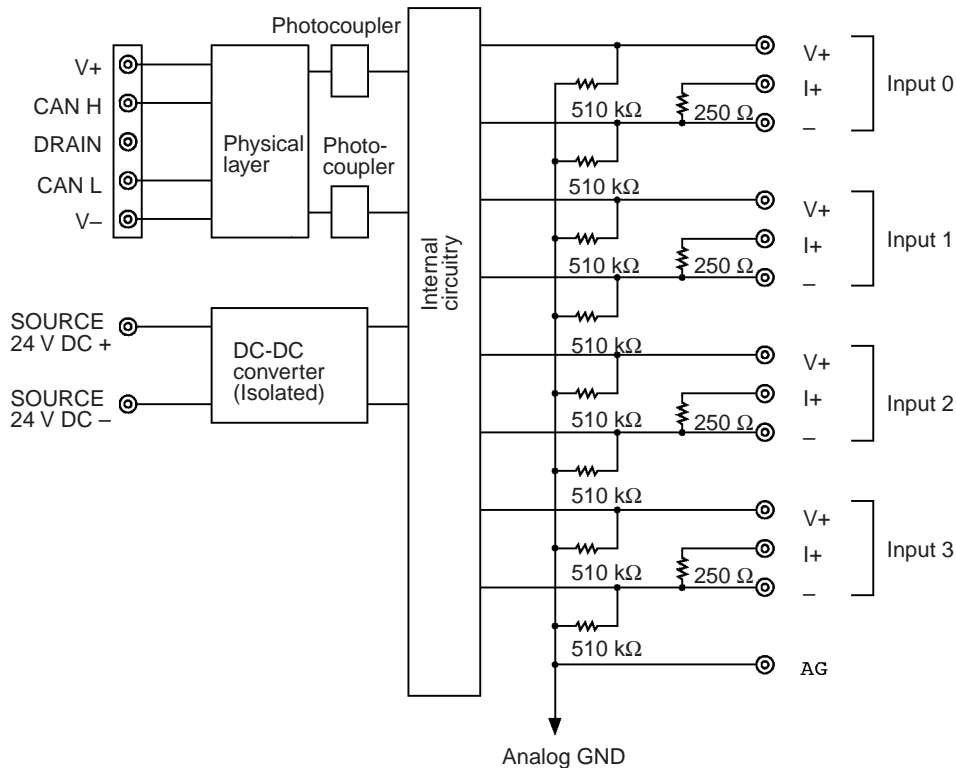 Photocoupler
V+
CAN H
DRAIN
CAN L
V–
Physical
layer
Photo-
coupler
SOURCE
24 V DC +
SOURCE
24 V DC –
DC-DC
converter
(Isolated)
Internal
circuitry
510 kΩ
250 Ω
V+
I+
–
Input 0
510 kΩ
510 kΩ
250 Ω
V+
I+
–
Input 1
510 kΩ
510 kΩ
250 Ω
V+
I+
–
Input 2
510 kΩ
510 kΩ
250 Ω
V+
I+
–
Input 3
510 kΩ
AG
Analog GND